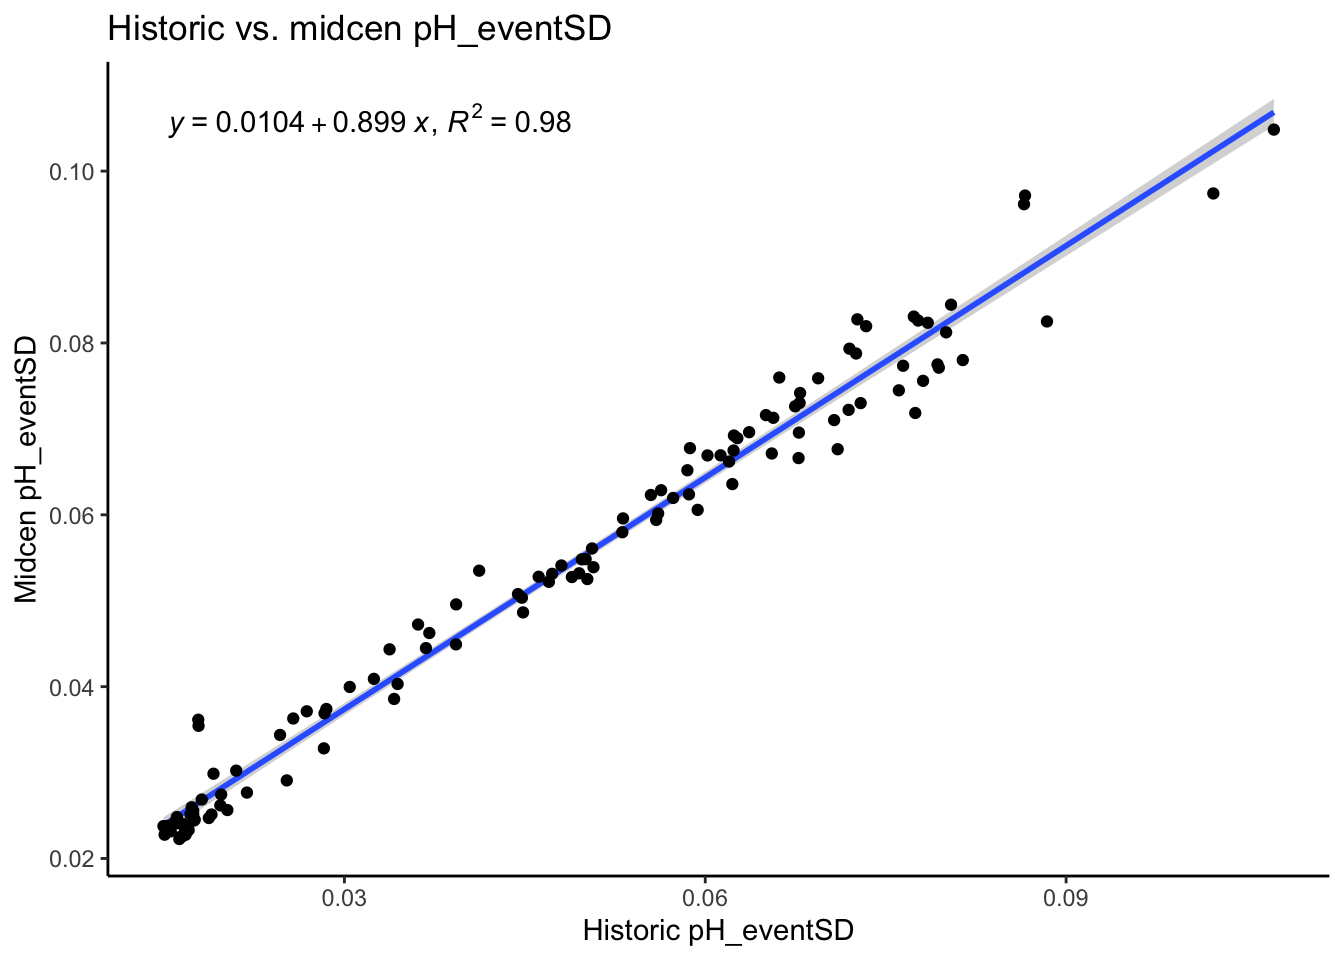 Historic vs. midcen pH_eventSD
y = 0.0104 + 0.899 x, R² = 0.98
0.10
0.08
0.06
0.04
0.02
Midcen pH_eventSD
0.03 0.06 0.09
Historic pH_eventSD